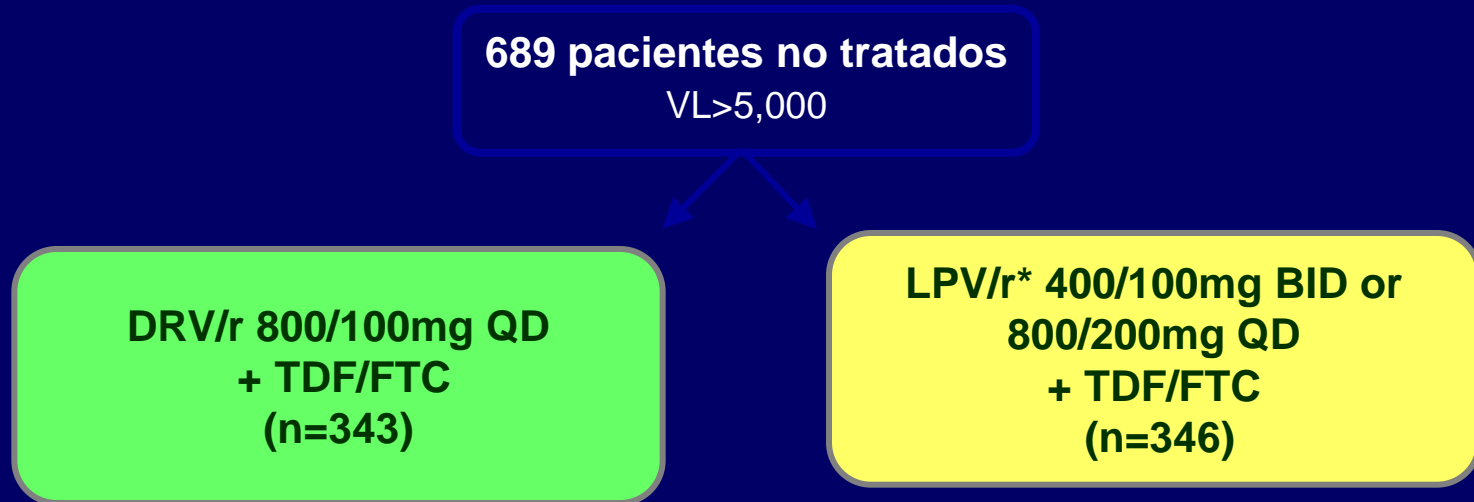 689 pacientes no tratados
VL>5,000
DRV/r 800/100mg QD
+ TDF/FTC
(n=343)
LPV/r* 400/100mg BID or
800/200mg QD
+ TDF/FTC
(n=346)